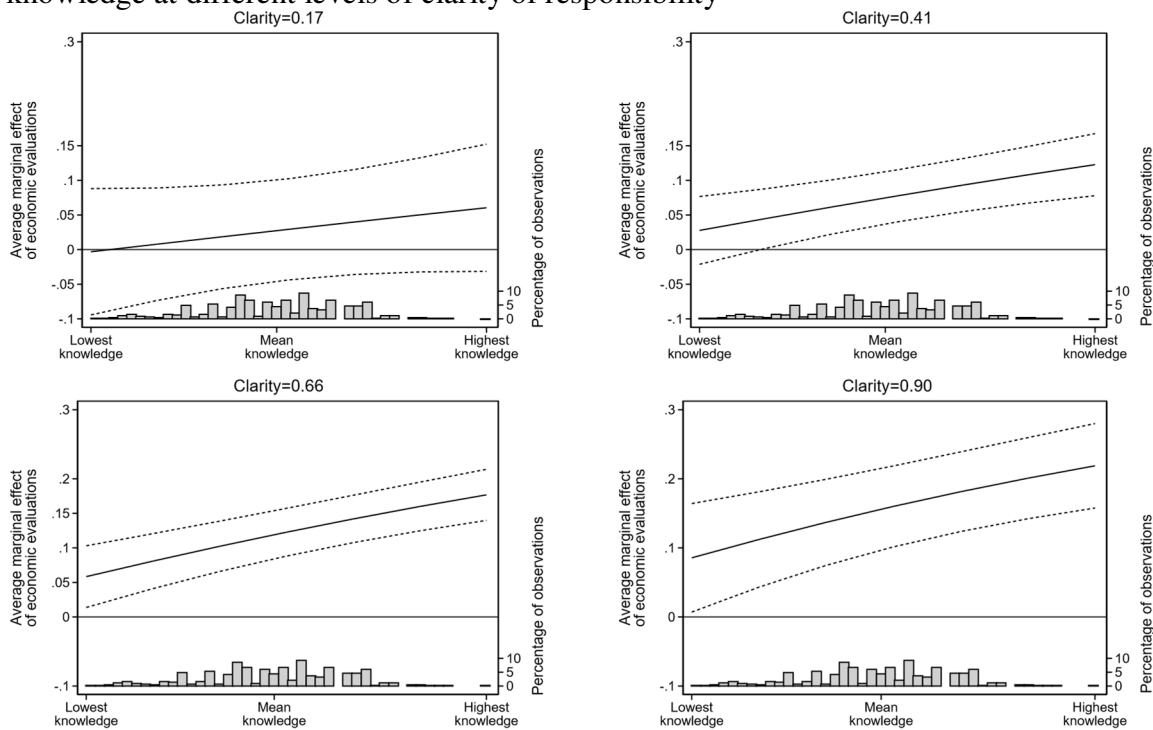 knowledge at different levels of clarity of responsibility
Clarity=0.17
Average marginal effect
of economic evaluations
.3
.15
.1
.05
0
-.05
-.1
10
5
0
Percentage of observations
Lowest
knowledge
Mean
knowledge
Highest
knowledge
Clarity=0.41
Average marginal effect
of economic evaluations
.3
.15
.1
.05
0
-.05
-.1
10
5
0
Percentage of observations
Lowest
knowledge
Mean
knowledge
Highest
knowledge
Clarity=0.66
Average marginal effect
of economic evaluations
.3
.2
.15
.1
.05
0
-.1
10
5
0
Percentage of observations
Lowest
knowledge
Mean
knowledge
Highest
knowledge
Clarity=0.90
Average marginal effect
of economic evaluations
.3
.2
.1
0
-.1
10
5
0
Percentage of observations
Lowest
knowledge
Mean
knowledge
Highest
knowledge